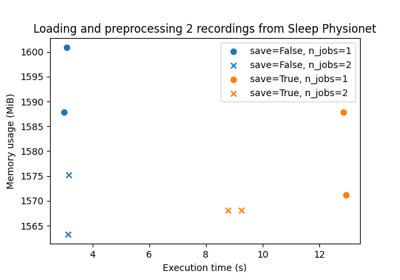 Loading and preprocessing 2 recordings from Sleep Physionet
1600
1595
1590
1585
1580
1575
1570
1565
Memory usage (MiB)
save=False, n_jobs=1
save=False, n_jobs=2
save=True, n_jobs=1
save=True, n_jobs=2
4 6 8 10 12
Execution time (s)